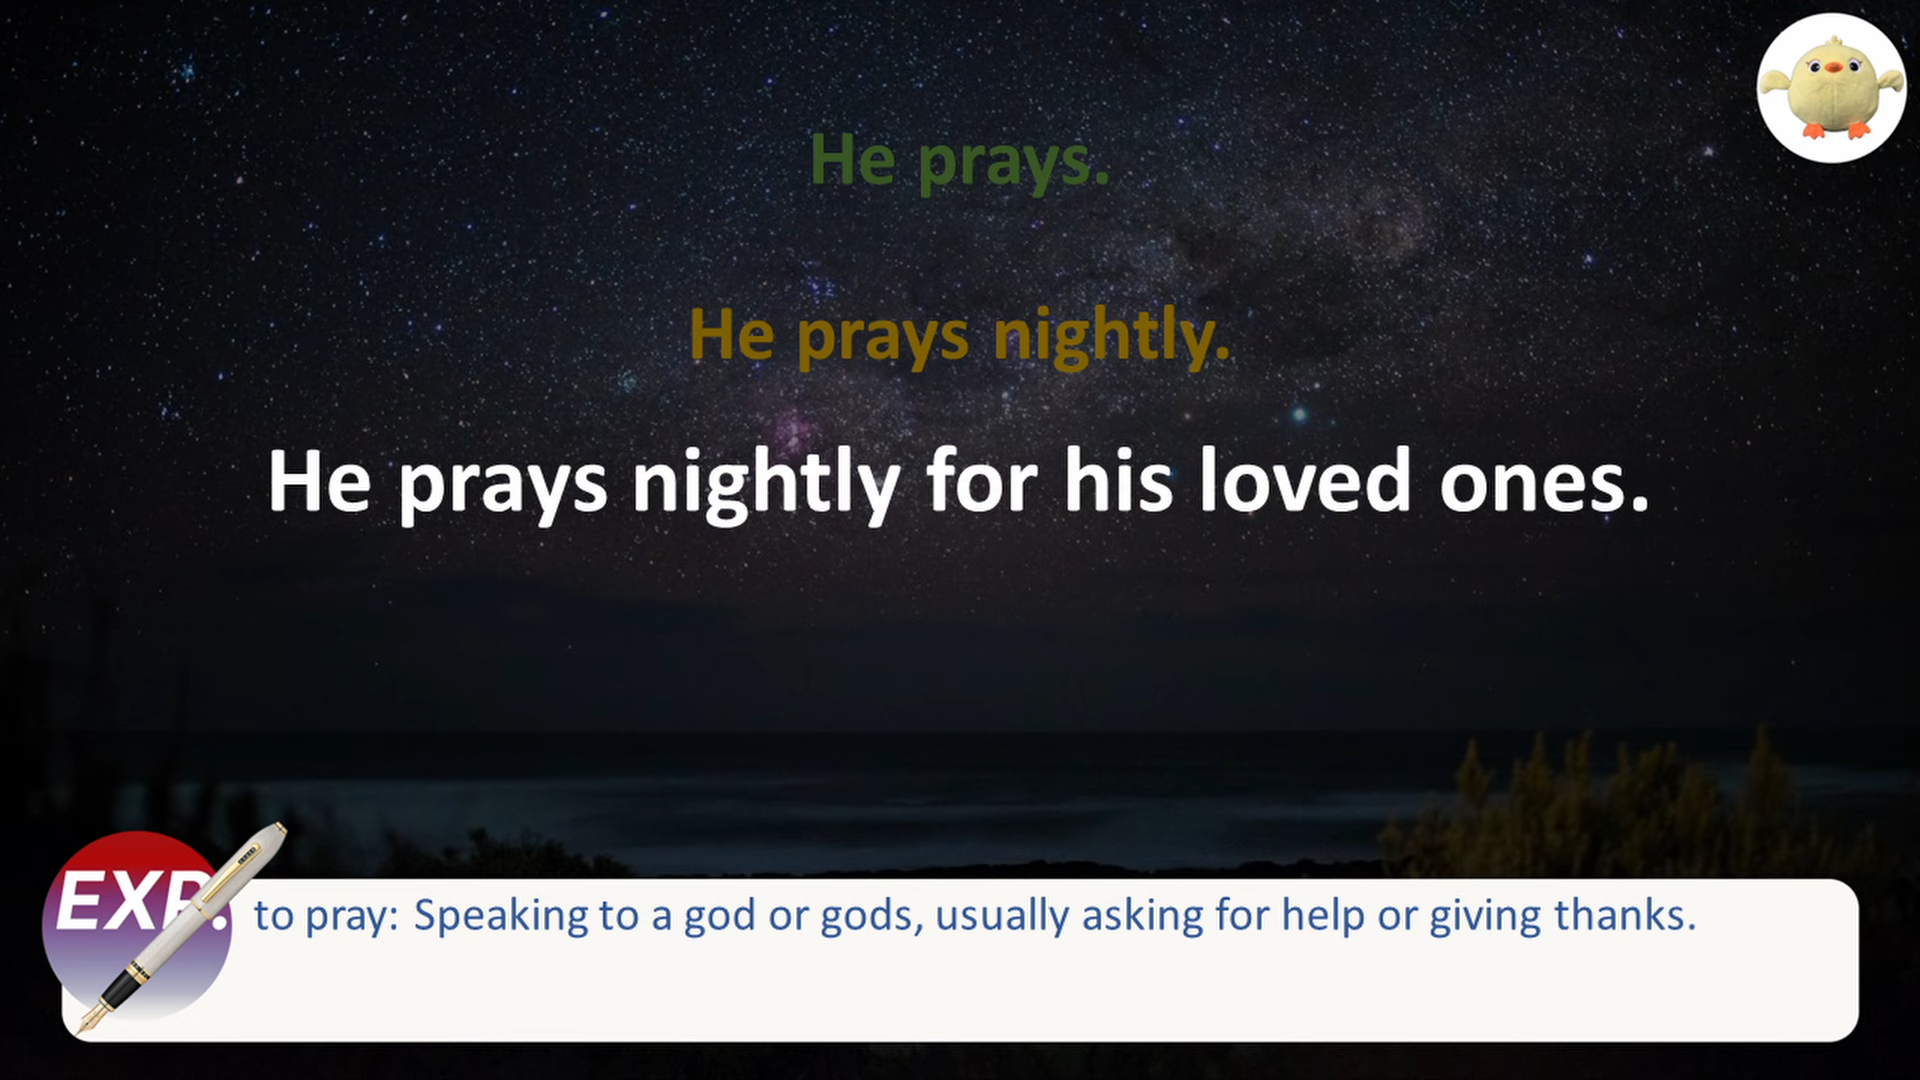 He prays.
He prays nightly.
He prays nightly for his loved ones.
EXP.
to pray: Speaking to a god or gods, usually asking for help or giving thanks.